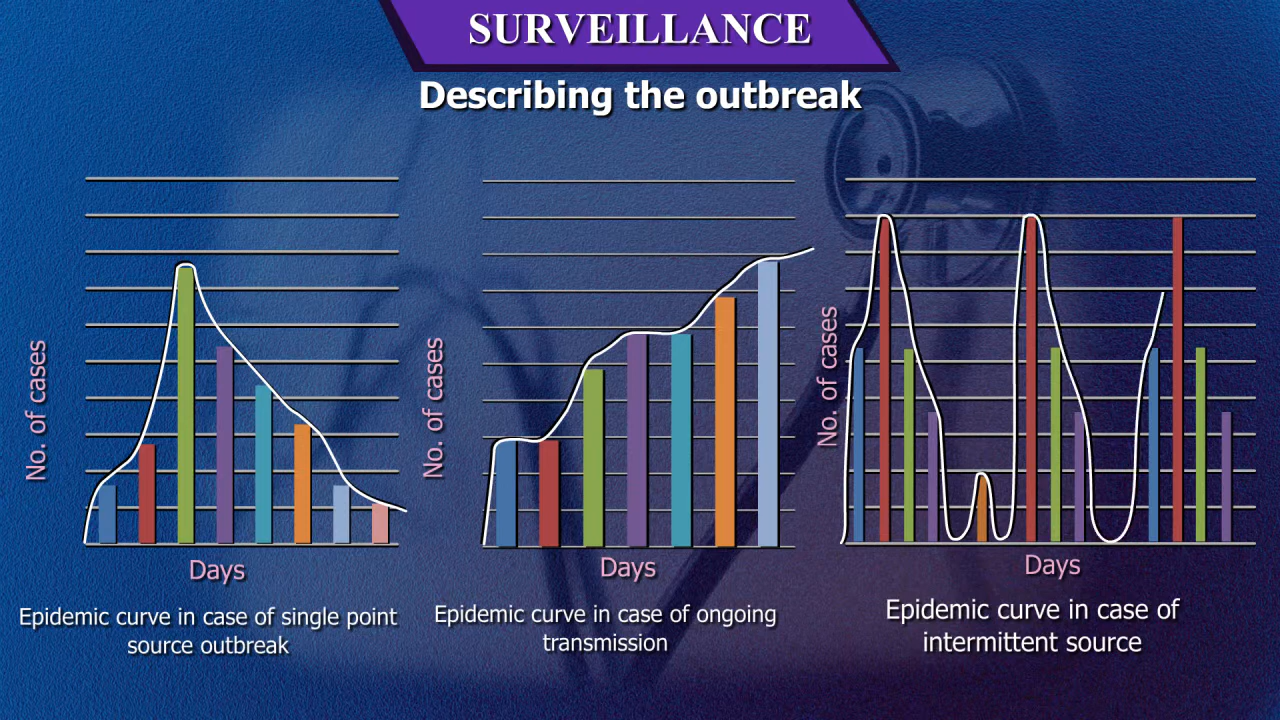 SURVEILLANCE
Describing the outbreak
No. of cases
Days
Epidemic curve in case of single point
source outbreak
No. of cases
Days
Epidemic curve in case of ongoing
transmission
No. of cases
Days
Epidemic curve in case of
intermittent source